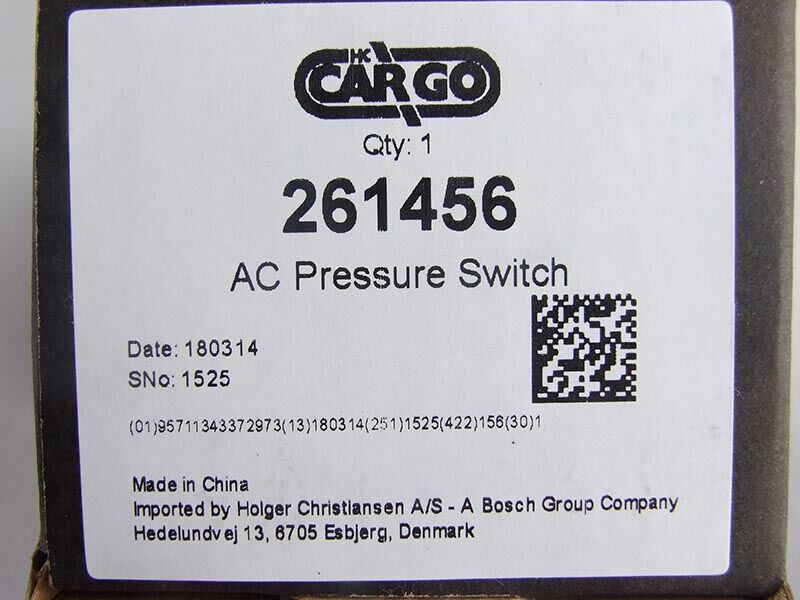 HC
CARGO
Qty: 1
261456
AC Pressure Switch
Date: 180314
SNo: 1525
(01)95711343372973(13)180314(251)1525(422)156(30)1
Made in China
Imported by Holger Christiansen A/S - A Bosch Group Company
Hedelundvej 13, 6705 Esbjerg, Denmark